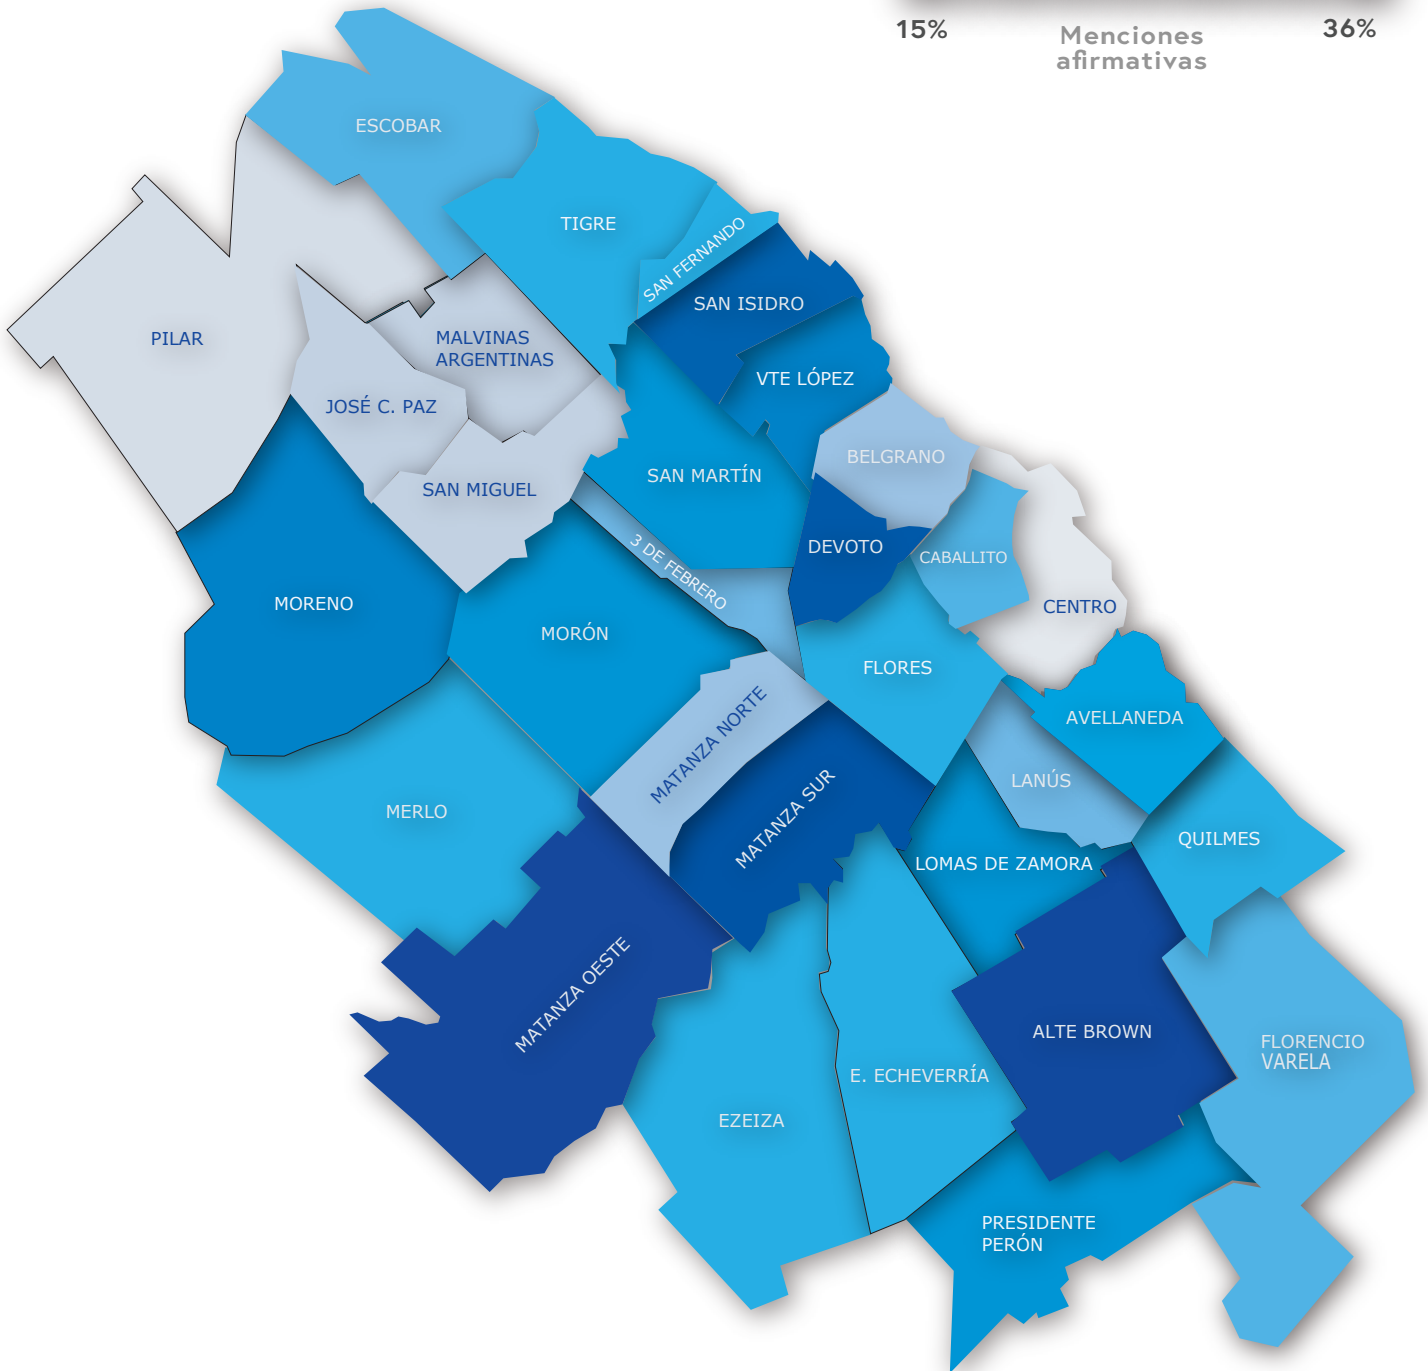 15%
36%
Menciones
afirmativas
ESCOBAR
TIGRE
SAN FERNANDO
SAN ISIDRO
PILAR
MALVINAS
ARGENTINAS
VTE LÓPEZ
JOSÉ C. PAZ
BELGRANO
SAN MARTÍN
SAN MIGUEL
DEVOTO
CABALLITO
3 DE FEBRERO
MORENO
CENTRO
MORÓN
FLORES
AVELLANEDA
MATANZA NORTE
LANÚS
MERLO
MATANZA SUR
QUILMES
LOMAS DE ZAMORA
MATANZA OESTE
ALTE BROWN
FLORENCIO
VARELA
E. ECHEVERRÍA
EZEIZA
PRESIDENTE
PERÓN